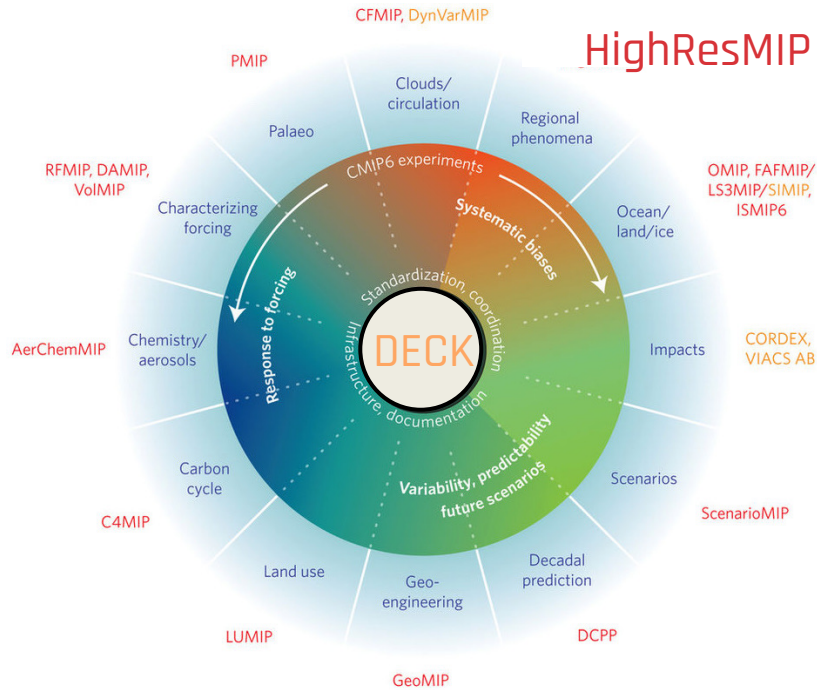 CFMIP, DynVarMIP
HighResMIP
PMIP
Clouds/
circulation
Regional
phenomena
Palaeo
CMIP6 experiments
RFMIP, DAMIP,
VolMIP
OMIP, FAFMIP/
LS3MIP/SIMIP,
ISMIP6
Characterizing
forcing
Systematic biases
Ocean/
land/ice
Standardization, coordination
Response to forcing
AerChemMIP
Chemistry/
aerosols
DECK
Impacts
CORDEX,
VIACS AB
Infrastructure, documentation
Variability, predictability
future scenarios
Carbon
cycle
Scenarios
C4MIP
ScenarioMIP
Land use
Geo-
engineering
Decadal
prediction
LUMIP
DCPP
GeoMIP